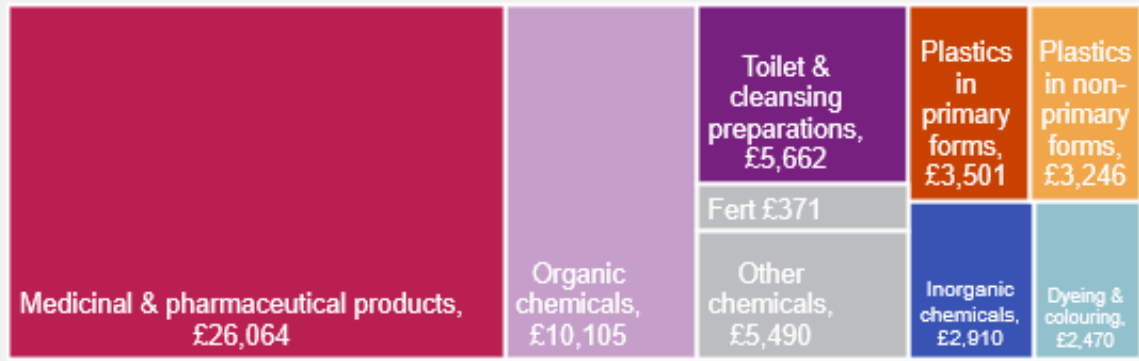 Medicinal & pharmaceutical products,
£26,064
Organic
chemicals,
£10,105
Toilet &
cleansing
preparations,
£5,662
Fert £371
Other
chemicals,
£5,490
Plastics
in
primary
forms,
£3,501
Plastics
in non-
primary
forms,
£3,246
Inorganic
chemicals,
£2,910
Dyeing &
colouring,
£2,470